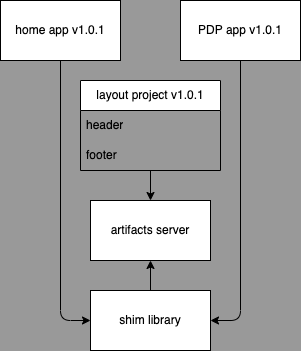 home app v1.0.1
PDP app v1.0.1
layout project v1.0.1
header
footer
artifacts server
shim library